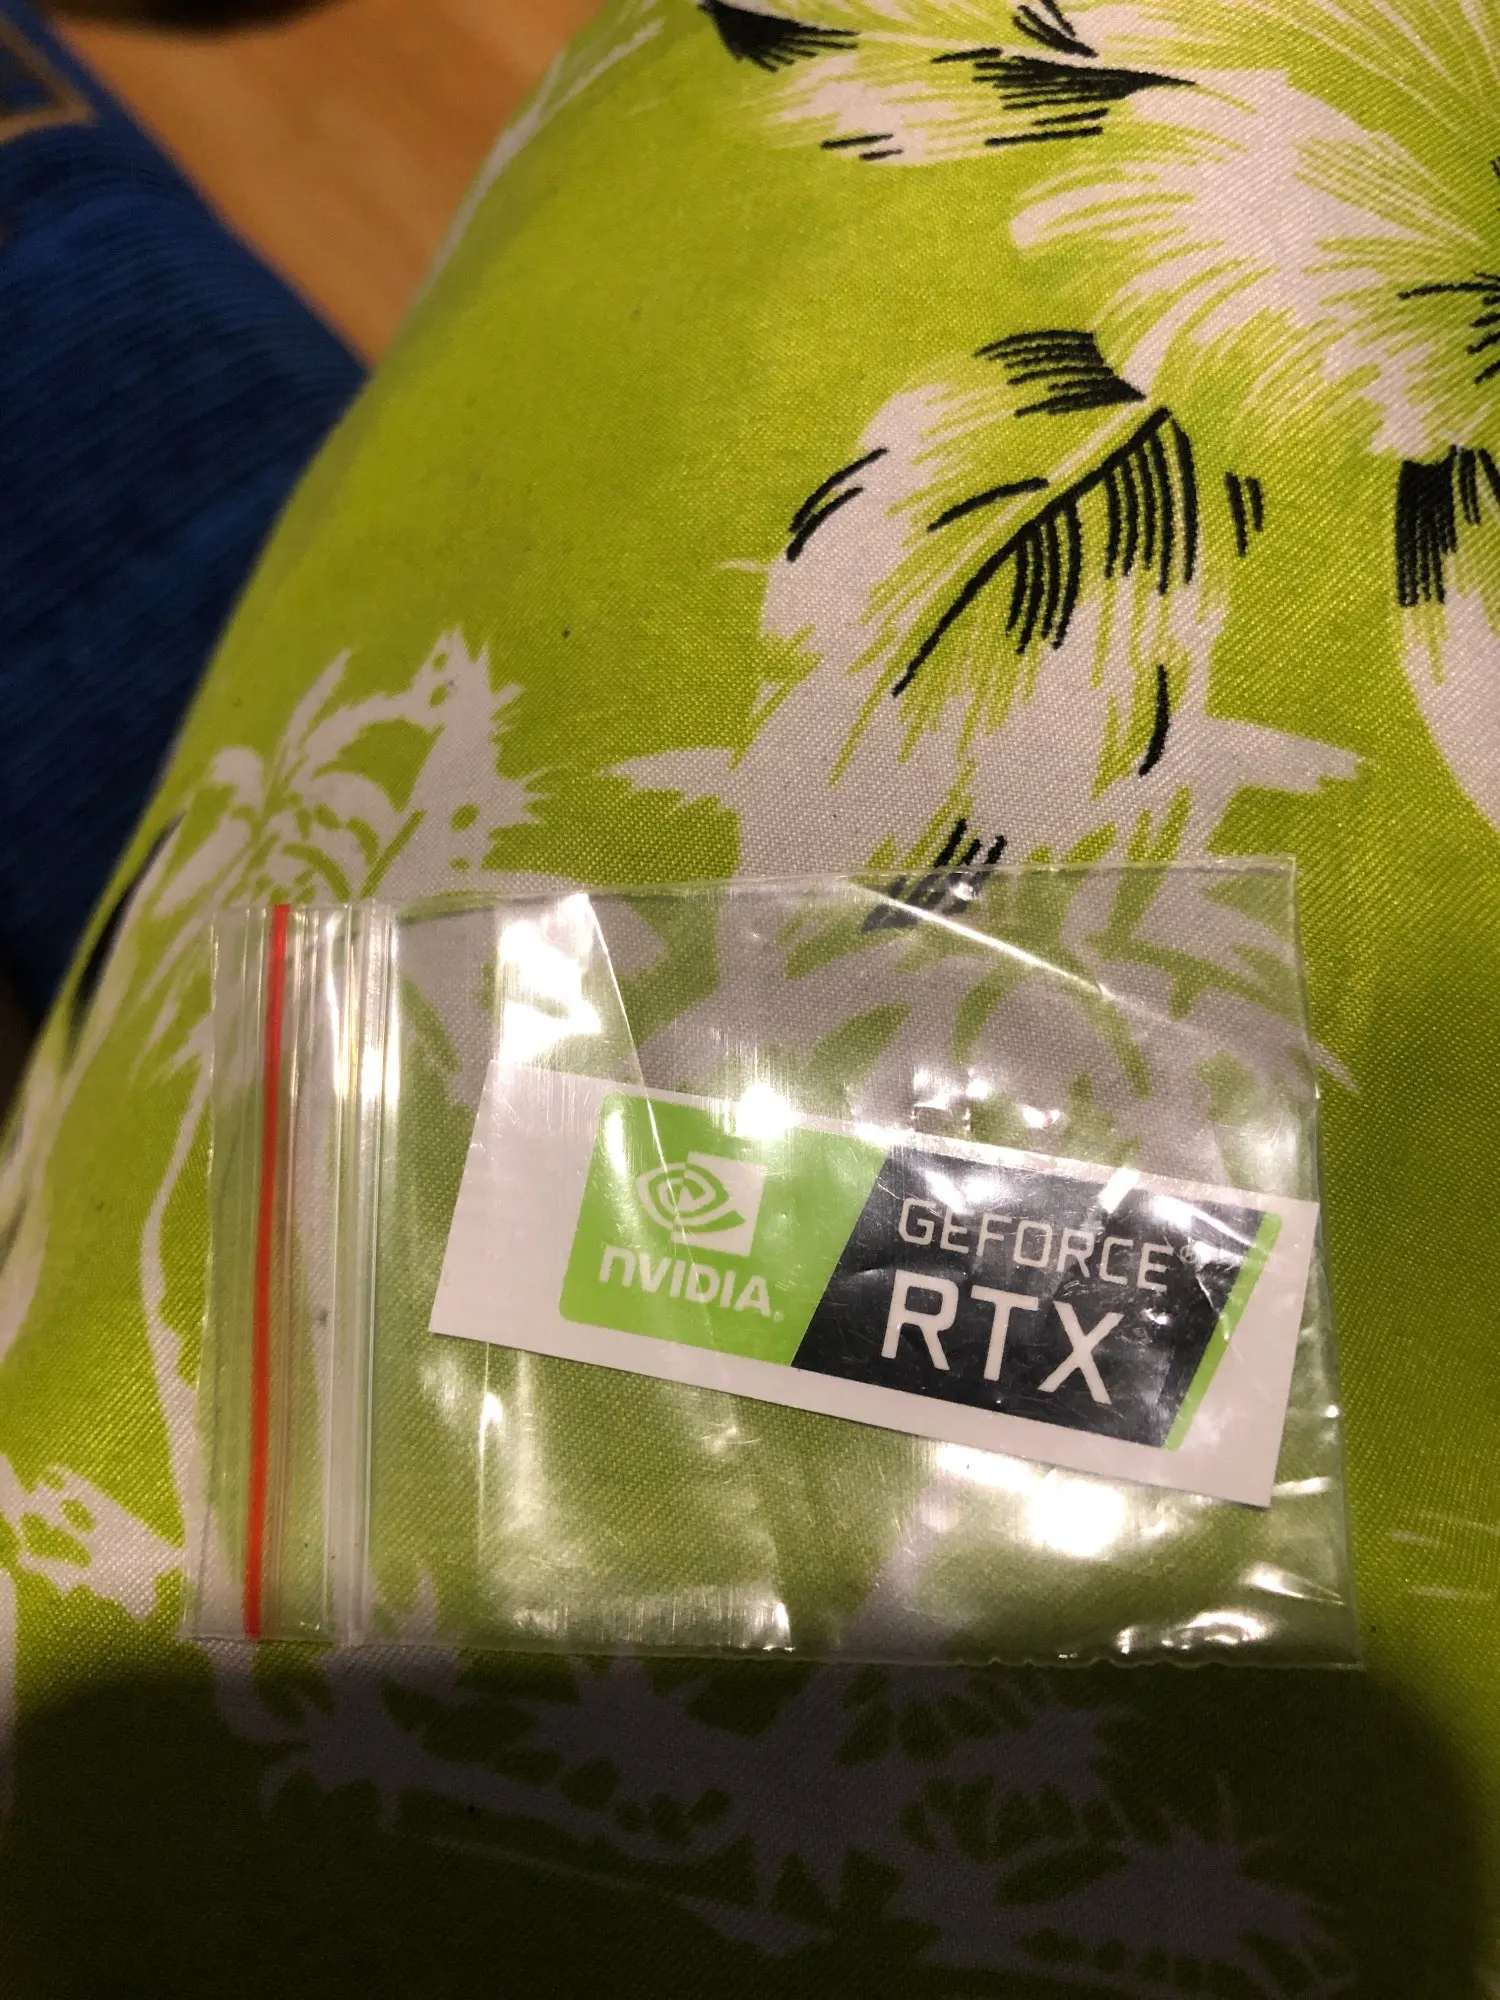 nVIDIA.
GEFORCE®
RTX